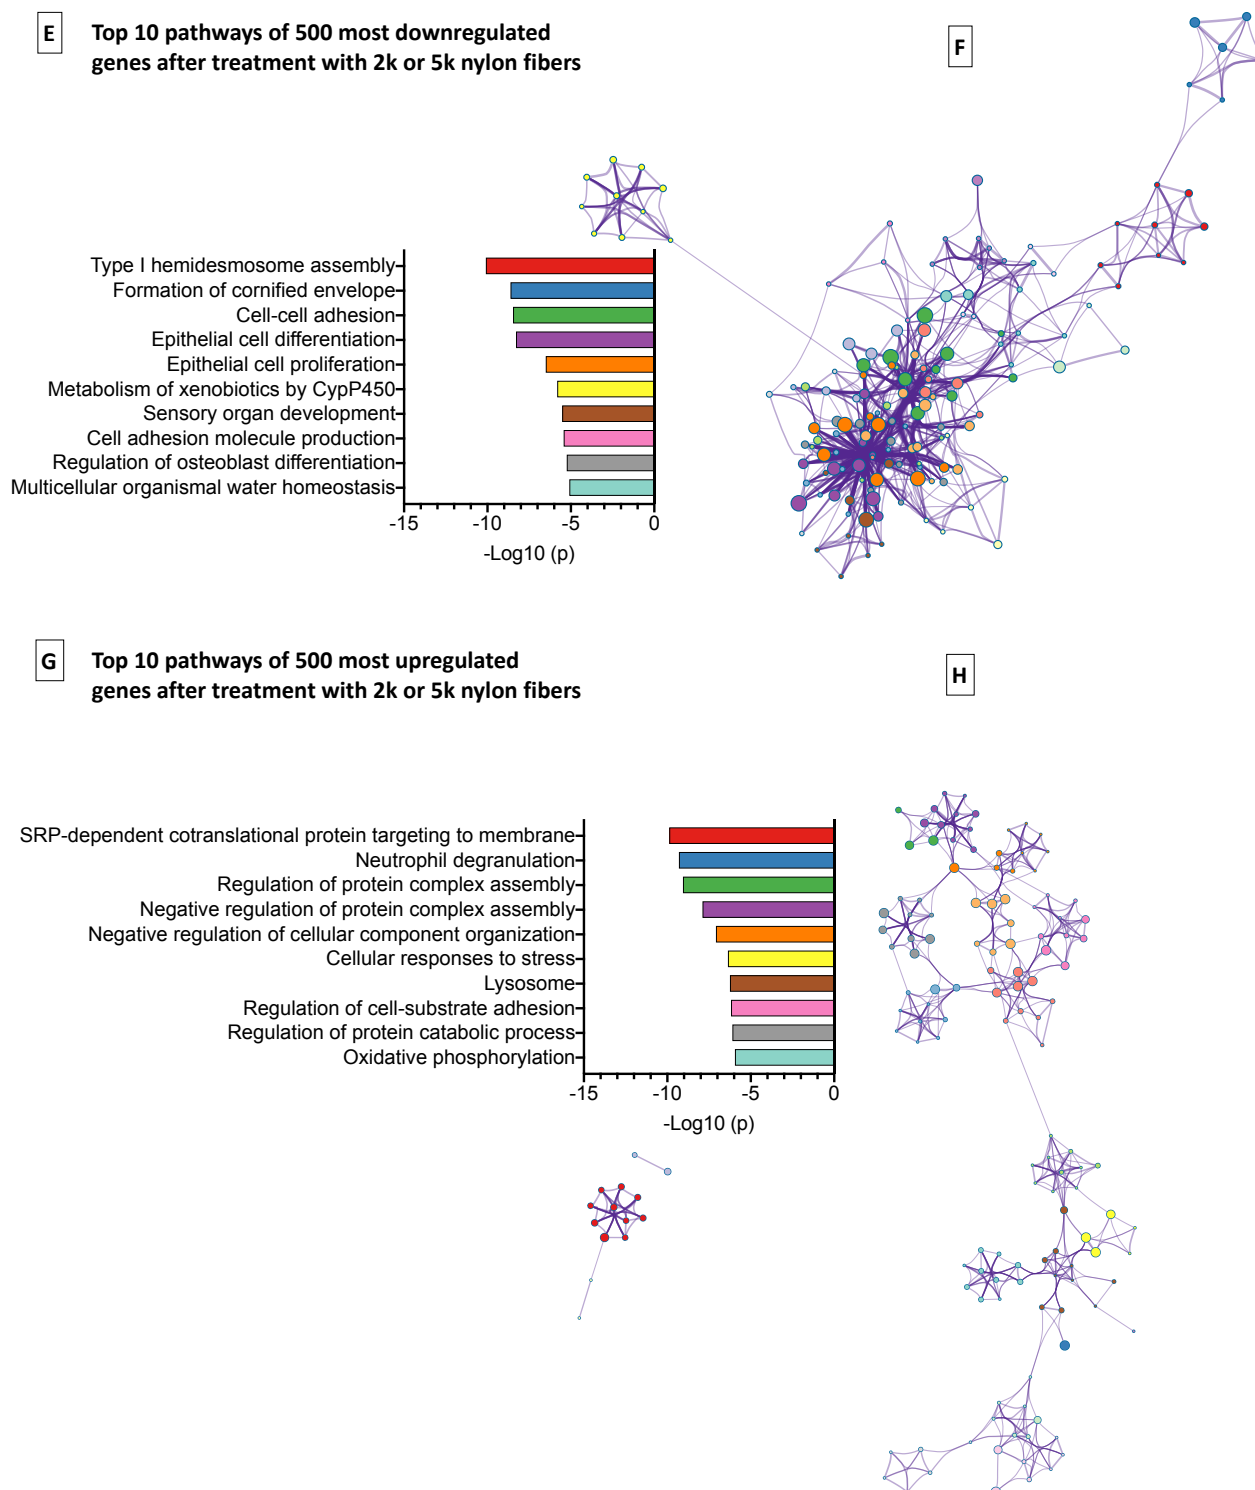 E
Top 10 pathways of 500 most downregulated
genes after treatment with 2k or 5k nylon fibers
F
Type I hemidesmosome assembly
Formation of cornified envelope
Cell-cell adhesion
Epithelial cell differentiation
Epithelial cell proliferation
Metabolism of xenobiotics by CypP450
Sensory organ development
Cell adhesion molecule production
Regulation of osteoblast differentiation
Multicellular organismal water homeostasis
-15 -10 -5 0
-Log10 (p)
G
Top 10 pathways of 500 most upregulated
genes after treatment with 2k or 5k nylon fibers
H
SRP-dependent cotranslational protein targeting to membrane
Neutrophil degranulation
Regulation of protein complex assembly
Negative regulation of protein complex assembly
Negative regulation of cellular component organization
Cellular responses to stress
Lysosome
Regulation of cell-substrate adhesion
Regulation of protein catabolic process
Oxidative phosphorylation
-15 -10 -5 0
-Log10 (p)